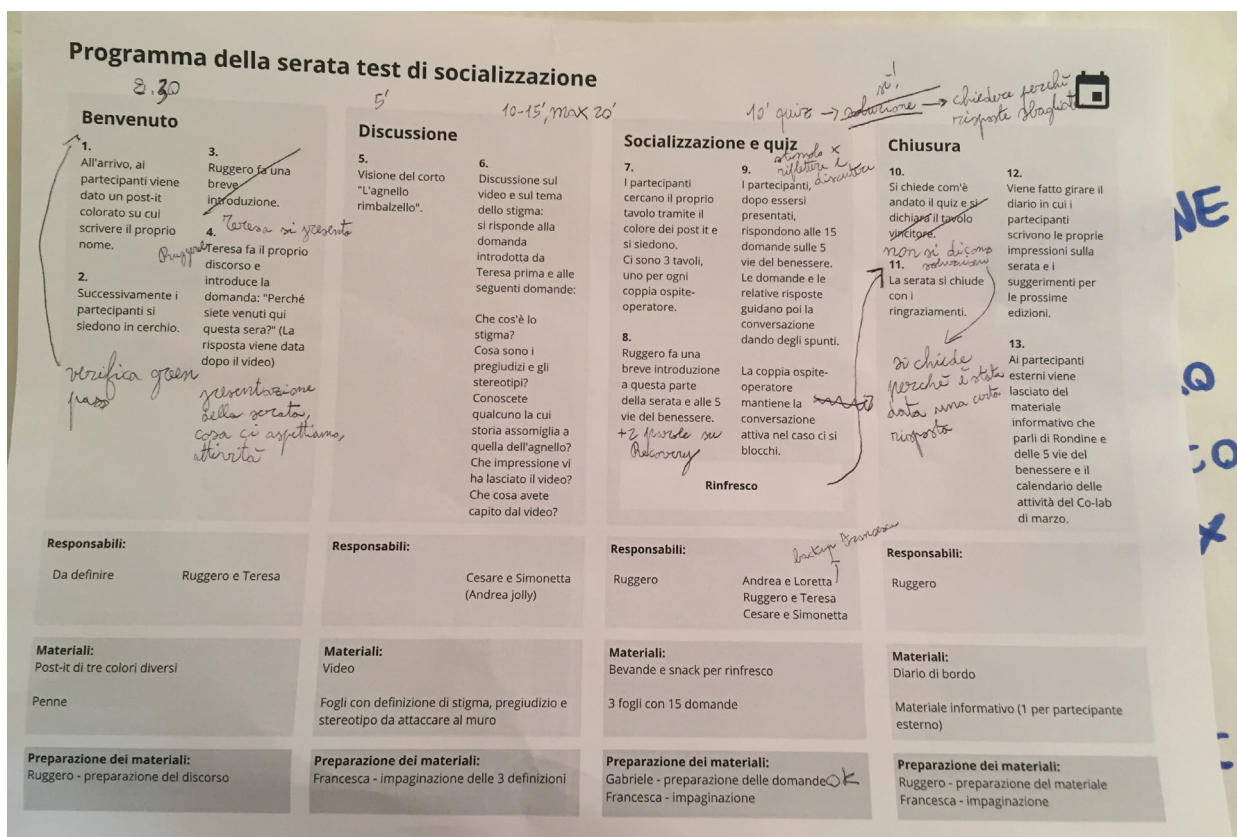 Programma della serata test di socializzazione
8.30
5'
10-15', max 20'
10' quiz → soluzione → chiedere perchè
sì!
risposte sbagliate
Benvenuto
1.
All'arrivo, ai
partecipanti viene
dato un post-it
colorato su cui
scrivere il proprio
nome.
2.
Successivamente i
partecipanti si
siedono in cerchio.
verifica green
pass
3.
Ruggero fa una
breve
introduzione.
Teresa si presenta
4.
Ruggero
Teresa fa il proprio
discorso e
introduce la
domanda: "Perché
siete venuti qui
questa sera?" (La
risposta viene data
dopo il video)
presentazione
della serata,
cosa ci aspettiamo,
attività
Discussione
5.
Visione del corto
"L'agnello
rimbalzello".
6.
Discussione sul
video e sul tema
dello stigma:
si risponde alla
domanda
introdotta da
Teresa prima e alle
seguenti domande:
Che cos'è lo
stigma?
Cosa sono i
pregiudizi e gli
stereotipi?
Conoscete
qualcuno la cui
storia assomiglia a
quella dell'agnello?
Che impressione vi
ha lasciato il video?
Che cosa avete
capito dal video?
Socializzazione e quiz
7.
I partecipanti
cercano il proprio
tavolo tramite il
colore dei post it e
si siedono.
Ci sono 3 tavoli,
uno per ogni
coppia ospite-
operatore.
8.
Ruggero fa una
breve introduzione
a questa parte
della serata e alle 5
vie del benessere.
+2 parole su
Recovery
stimolo x
riflettere e
discutere
9.
I partecipanti,
dopo essersi
presentati,
rispondono alle 15
domande sulle 5
vie del benessere.
Le domande e le
relative risposte
guidano poi la
conversazione
dando degli spunti.
La coppia ospite-
operatore
mantiene la
conversazione
attiva nel caso ci si
blocchi.
Rinfresco
Chiusura
10.
Si chiede com'è
andato il quiz e si
dichiara il tavolo
vincitore.
non si dicono
soluzioni
11.
La serata si chiude
con i
ringraziamenti.
si chiede
perchè è stata
data una certa
risposta
12.
Viene fatto girare il
diario in cui i
partecipanti
scrivono le proprie
impressioni sulla
serata e i
suggerimenti per
le prossime
edizioni.
13.
Ai partecipanti
esterni viene
lasciato del
materiale
informativo che
parli di Rondine e
delle 5 vie del
benessere e il
calendario delle
attività del Co-lab
di marzo.
Responsabili:
Da definire
Ruggero e Teresa
Responsabili:
Cesare e Simonetta
(Andrea jolly)
Responsabili:
Ruggero
backup Francesca
Andrea e Loretta
Ruggero e Teresa
Cesare e Simonetta
Responsabili:
Ruggero
Materiali:
Post-it di tre colori diversi
Penne
Materiali:
Video
Fogli con definizione di stigma, pregiudizio e
stereotipo da attaccare al muro
Materiali:
Bevande e snack per rinfresco
3 fogli con 15 domande
Materiali:
Diario di bordo
Materiale informativo (1 per partecipante
esterno)
Preparazione dei materiali:
Ruggero - preparazione del discorso
Preparazione dei materiali:
Francesca - impaginazione delle 3 definizioni
Preparazione dei materiali:
Gabriele - preparazione delle domande OK
Francesca - impaginazione
Preparazione dei materiali:
Ruggero - preparazione del materiale
Francesca - impaginazione